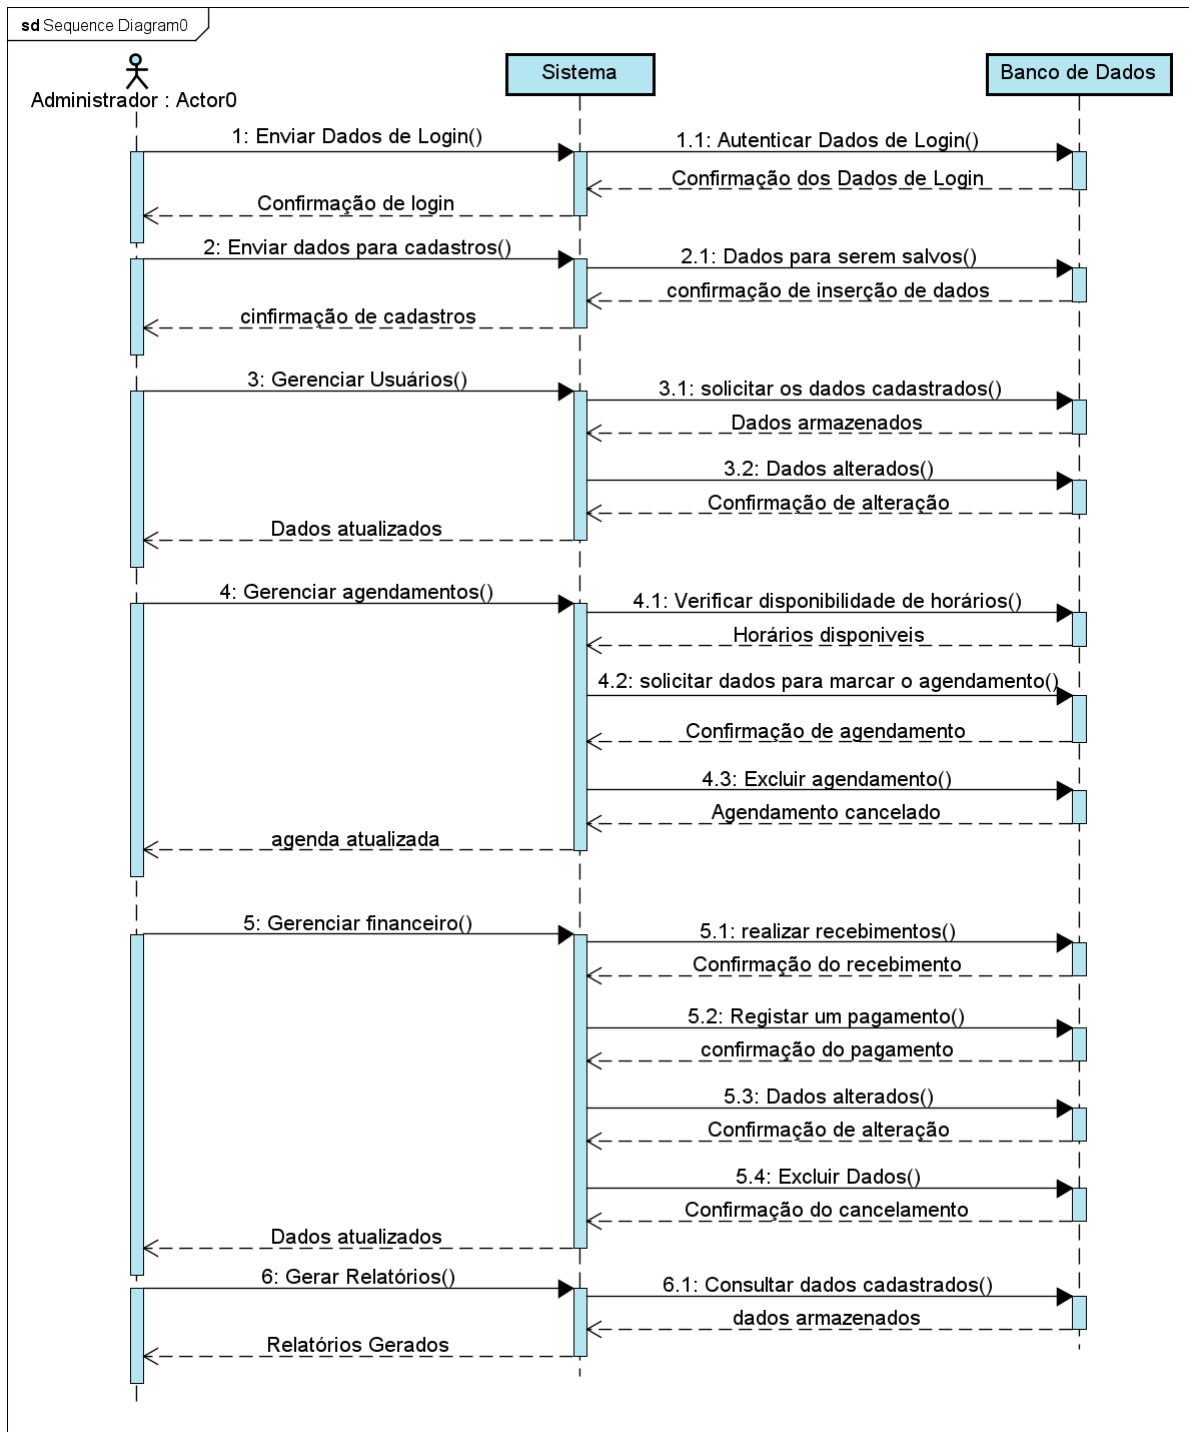 sd Sequence Diagram0
Sistema
Banco de Dados
Administrador : Actor0
1: Enviar Dados de Login()
1.1: Autenticar Dados de Login()
Confirmação dos Dados de Login
Confirmação de login
2: Enviar dados para cadastros()
2.1: Dados para serem salvos()
confirmação de inserção de dados
cinfirmação de cadastros
3: Gerenciar Usuários()
3.1: solicitar os dados cadastrados()
Dados armazenados
3.2: Dados alterados()
Confirmação de alteração
Dados atualizados
4: Gerenciar agendamentos()
4.1: Verificar disponibilidade de horários()
Horários disponiveis
4.2: solicitar dados para marcar o agendamento()
Confirmação de agendamento
4.3: Excluir agendamento()
Agendamento cancelado
agenda atualizada
5: Gerenciar financeiro()
5.1: realizar recebimentos()
Confirmação do recebimento
5.2: Registar um pagamento()
confirmação do pagamento
5.3: Dados alterados()
Confirmação de alteração
5.4: Excluir Dados()
Confirmação do cancelamento
Dados atualizados
6: Gerar Relatórios()
6.1: Consultar dados cadastrados()
dados armazenados
Relatórios Gerados